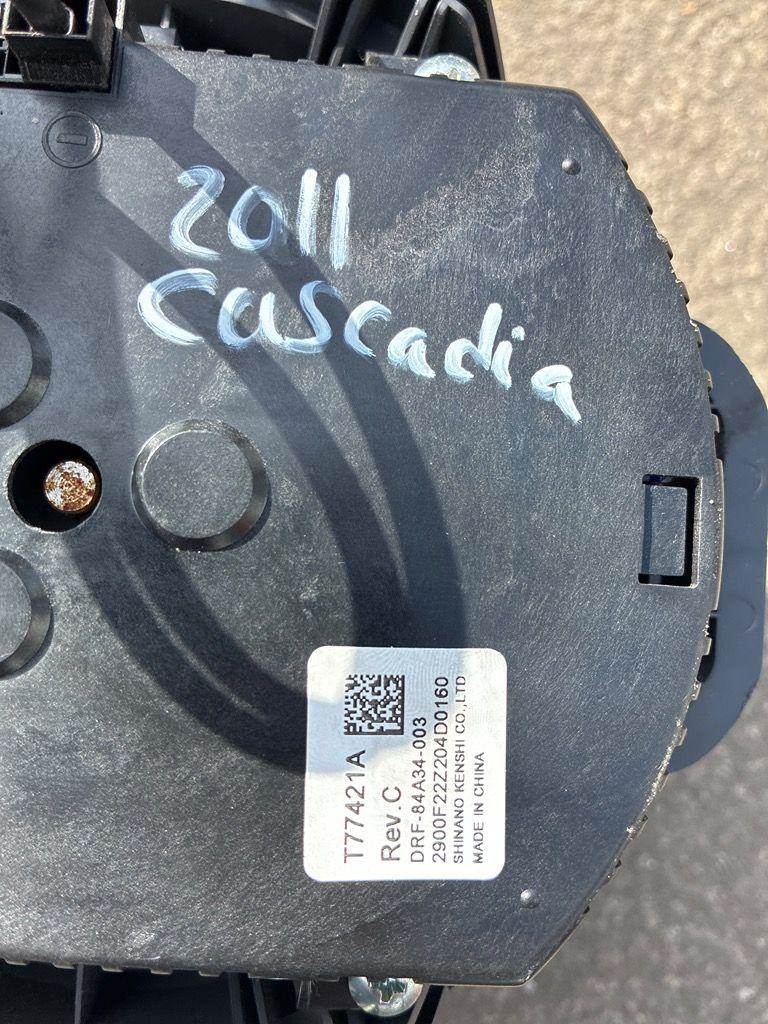 2011
Cascadia
T77421A
Rev.C
DRF-84A34-003
2900F22Z204D0160
SHINANO KENSHI CO.,LTD
MADE IN CHINA